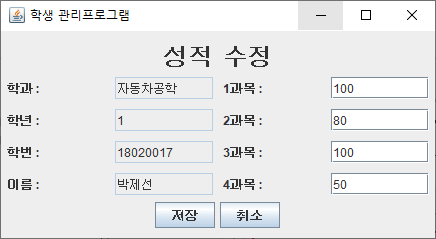 학생 관리프로그램
성적 수정
학과 : 자동차공학 1과목 : 100
학년 : 1 2과목 : 80
학번 : 18020017 3과목 : 100
이름 : 박제선 4과목 : 50
저장 취소